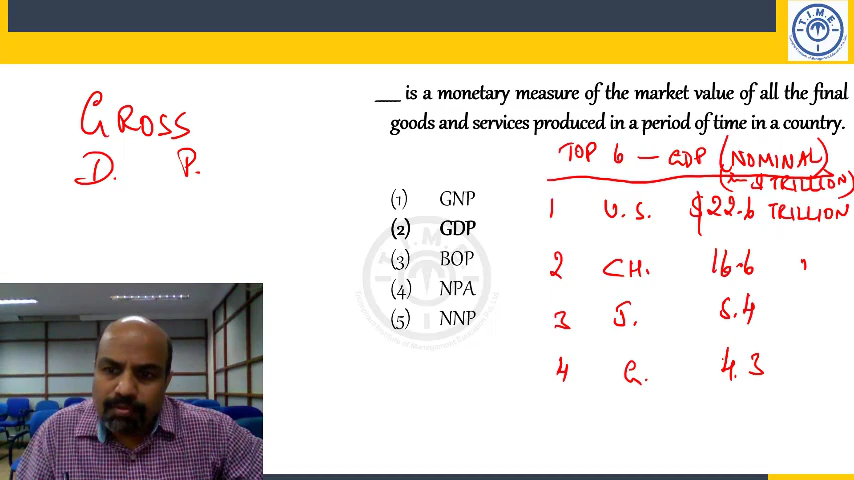 T.I.M.E.
___ is a monetary measure of the market value of all the final
goods and services produced in a period of time in a country.
GROSS
D. P.
TOP 6 — GDP (NOMINAL)
(in $ TRILLION)
(1) GNP
(2) GDP
(3) BOP
(4) NPA
(5) NNP
1 U.S. $22.6 TRILLION
2 CH. 16.6 "
3 J. 5.4
4 G. 4.3